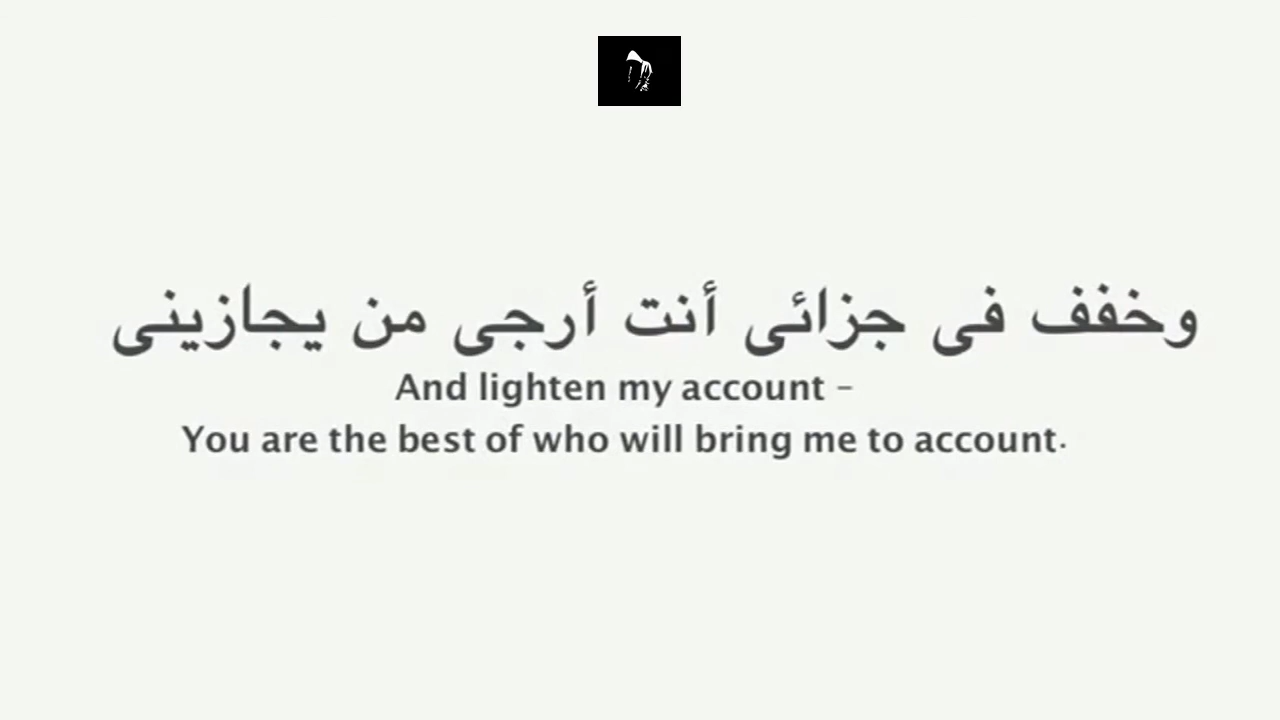 وخفف فى جزائى أنت أرجى من يجازينى
And lighten my account –
You are the best of who will bring me to account.